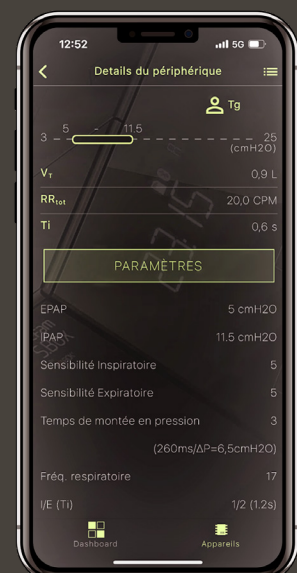 12:52
5G
Details du périphérique
Tg
5 - 11.5
3 25
(cmH2O)
VT 0,9 L
RRtot 20,0 CPM
Ti 0,6 s
PARAMÈTRES
EPAP 5 cmH2O
IPAP 11.5 cmH2O
Sensibilité Inspiratoire 5
Sensibilité Expiratoire 5
Temps de montée en pression 3
(260ms/ΔP=6,5cmH2O)
Fréq. respiratoire 17
I/E (Ti) 1/2 (1.2s)
Dashboard Appareils